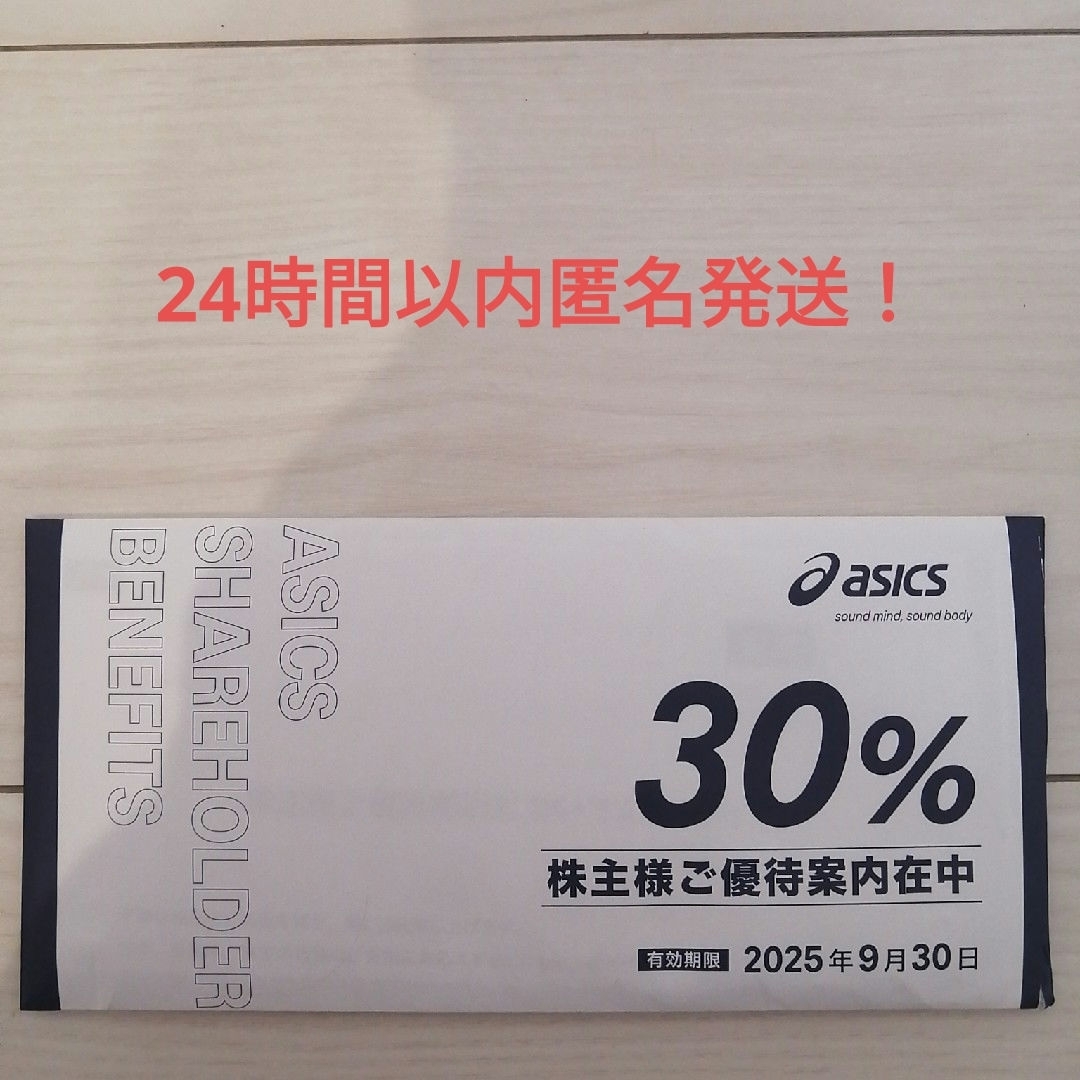 24時間以内匿名発送！
ASICS
SHAREHOLDER
BENEFITS
asics
sound mind, sound body
30%
株主様ご優待案内在中
有効期限 2025年9月30日